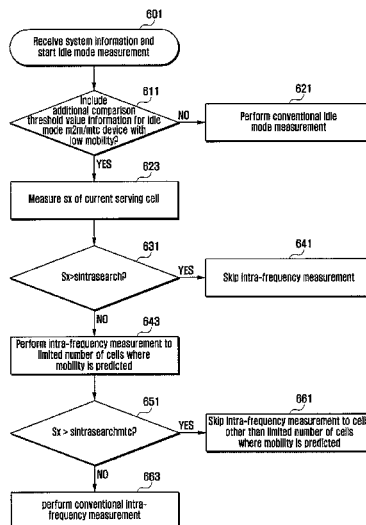 601
Receive system information and
start idle mode measurement
611
Include
additional comparison
threshold value information for idle
mode m2m/mtc device with
low mobility?
NO
621
Perform conventional idle
mode measurement
YES
623
Measure sx of current serving cell
631
Sx>sintrasearch?
YES
641
Skip intra-frequency measurement
NO
643
Perform intra-frequency measurement to
limited number of cells where
mobility is predicted
651
Sx > sintrasearchmtc?
YES
661
Skip intra-frequency measurement to cells
other than limited number of cells
where mobility is predicted
NO
663
perform conventional intra-
frequency measurement